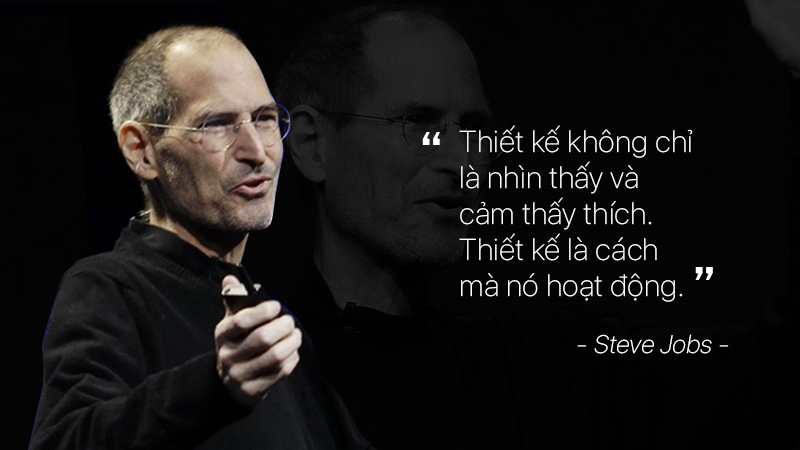 “ Thiết kế không chỉ
là nhìn thấy và
cảm thấy thích.
Thiết kế là cách
mà nó hoạt động. ”
- Steve Jobs -